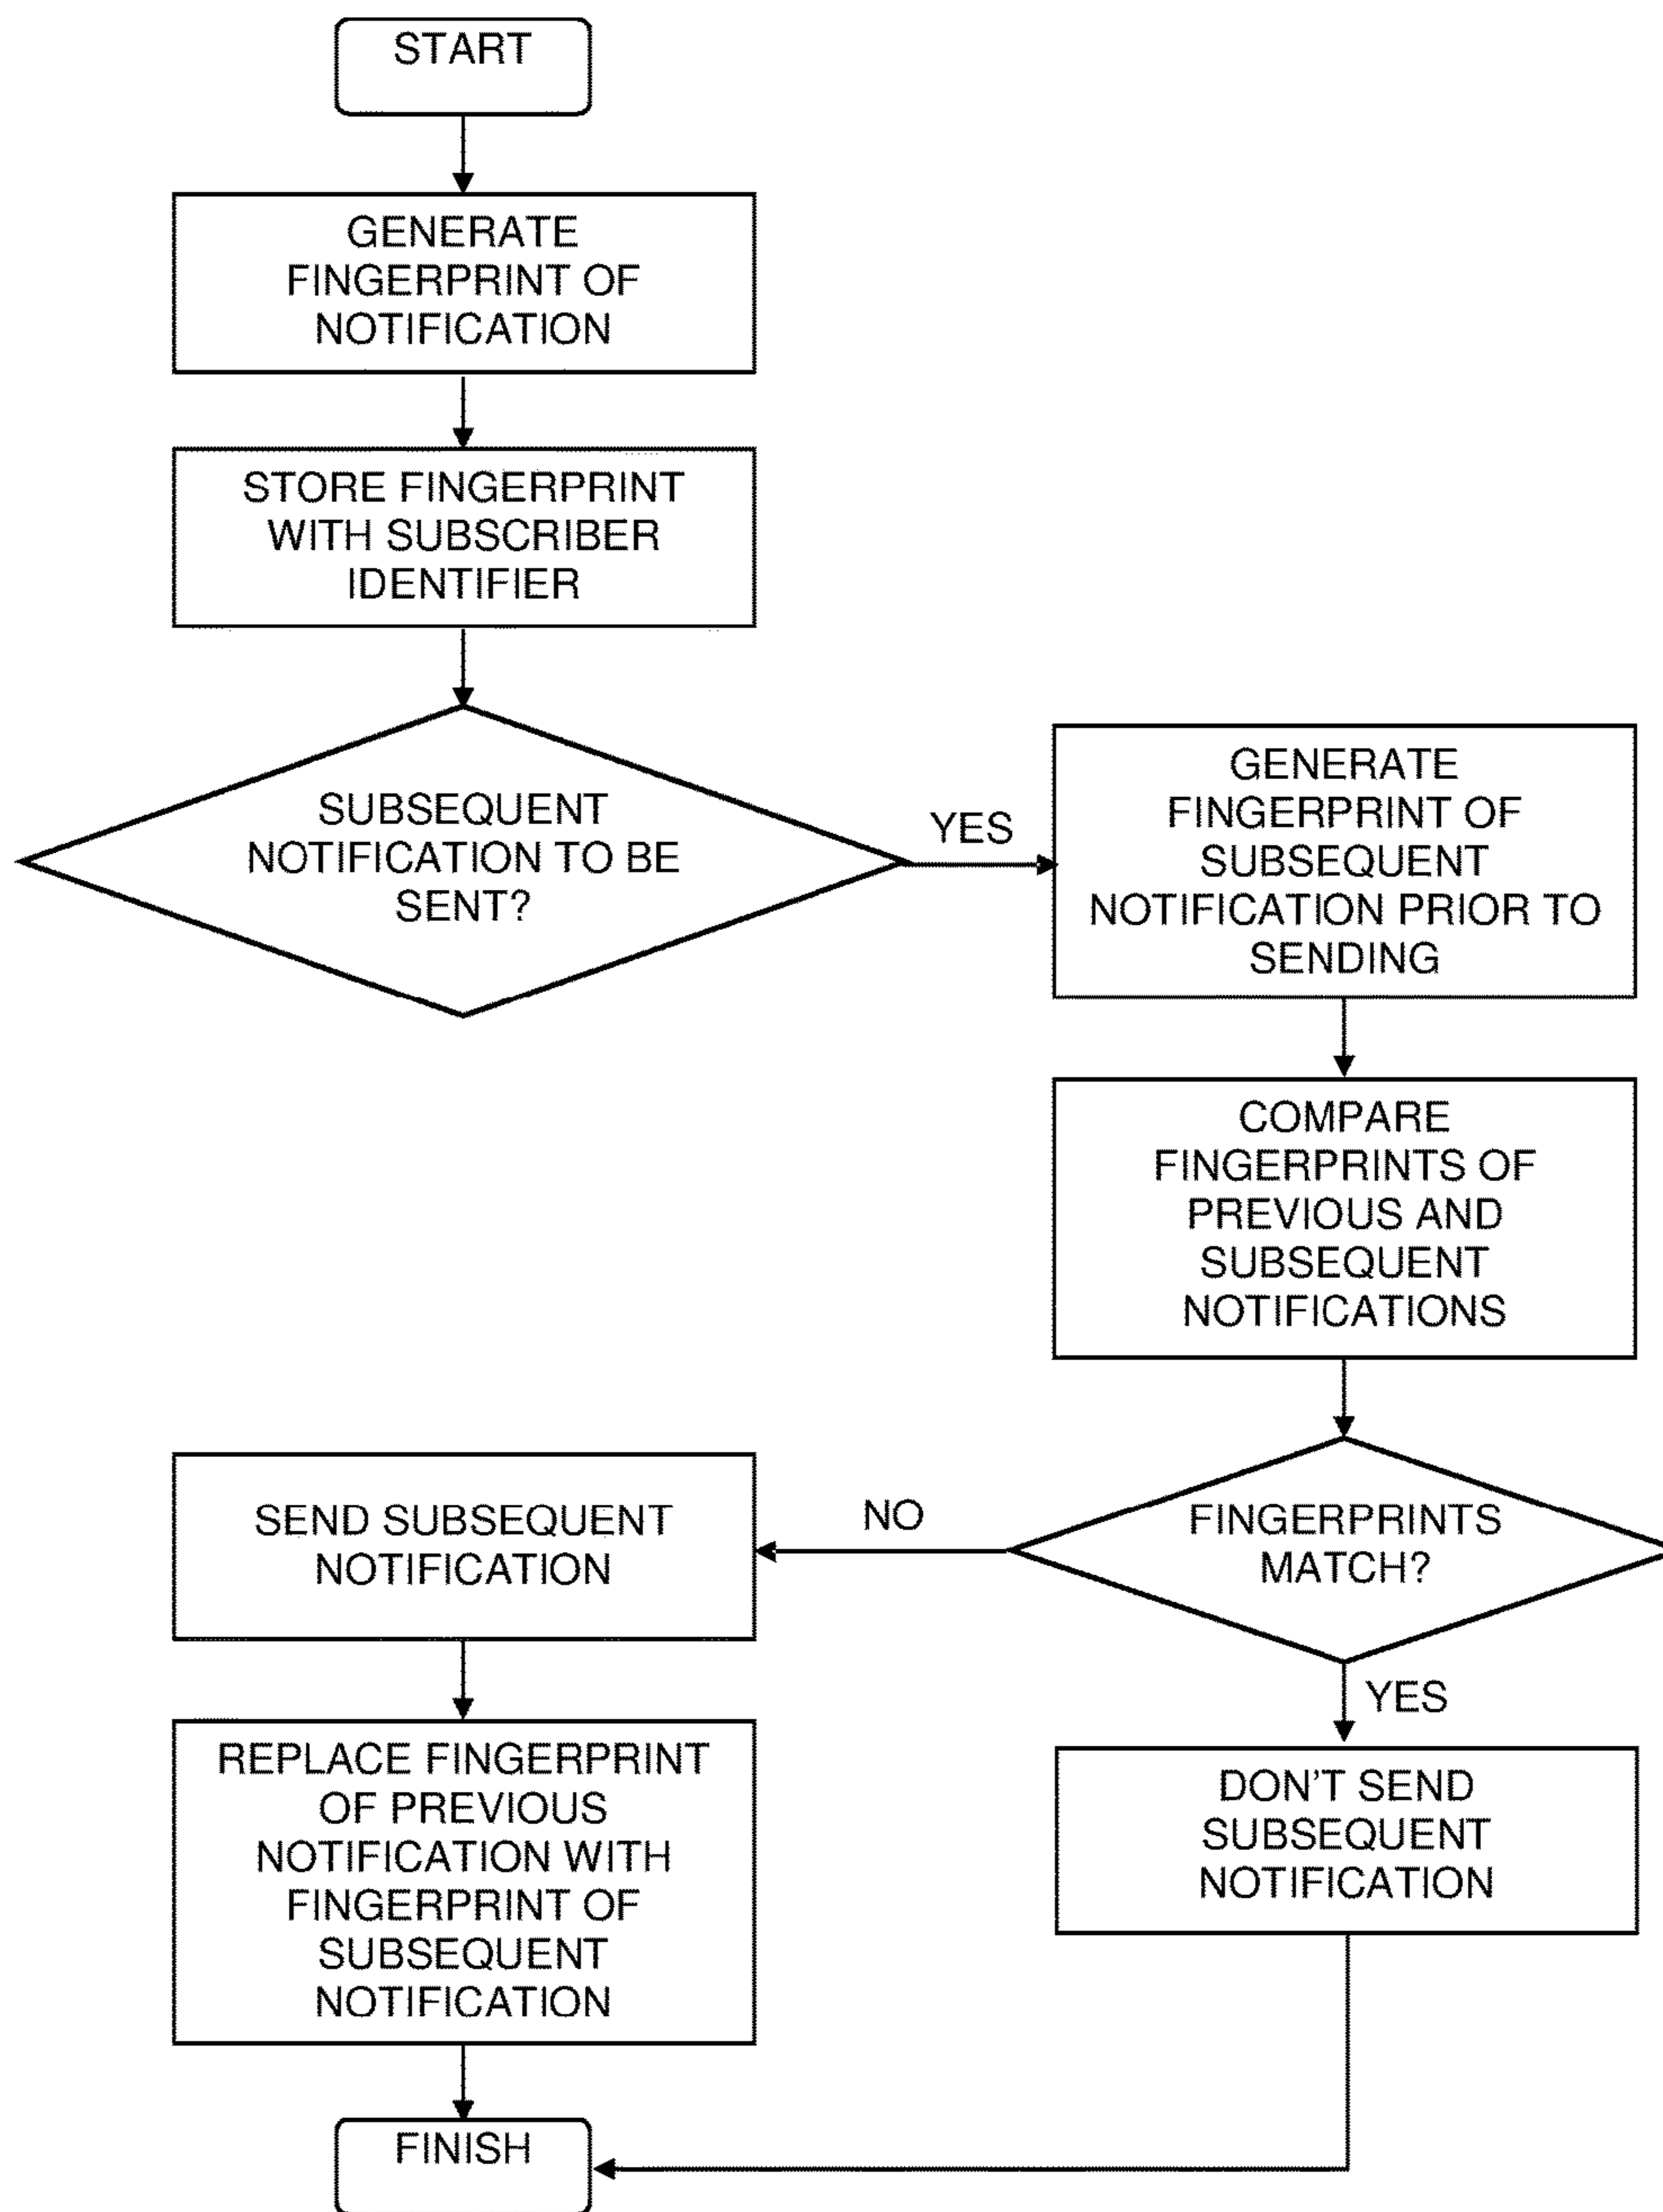 START
GENERATE
FINGERPRINT OF
NOTIFICATION
STORE FINGERPRINT
WITH SUBSCRIBER
IDENTIFIER
SUBSEQUENT
NOTIFICATION TO BE
SENT?
YES
GENERATE
FINGERPRINT OF
SUBSEQUENT
NOTIFICATION PRIOR TO
SENDING
COMPARE
FINGERPRINTS OF
PREVIOUS AND
SUBSEQUENT
NOTIFICATIONS
FINGERPRINTS
MATCH?
NO
SEND SUBSEQUENT
NOTIFICATION
REPLACE FINGERPRINT
OF PREVIOUS
NOTIFICATION WITH
FINGERPRINT OF
SUBSEQUENT
NOTIFICATION
YES
DON'T SEND
SUBSEQUENT
NOTIFICATION
FINISH